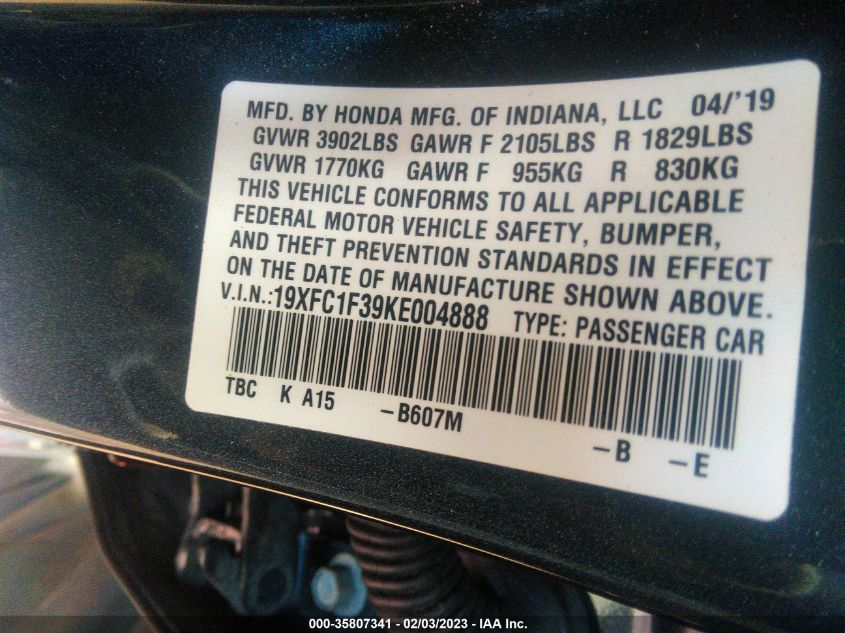 MFD. BY HONDA MFG. OF INDIANA, LLC 04/'19
GVWR 3902LBS GAWR F 2105LBS R 1829LBS
GVWR 1770KG GAWR F 955KG R 830KG
THIS VEHICLE CONFORMS TO ALL APPLICABLE
FEDERAL MOTOR VEHICLE SAFETY, BUMPER,
AND THEFT PREVENTION STANDARDS IN EFFECT
ON THE DATE OF MANUFACTURE SHOWN ABOVE.
V.I.N.:19XFC1F39KE004888 TYPE: PASSENGER CAR
TBC K A15 -B607M -B -E
000-35807341 - 02/03/2023 - IAA Inc.